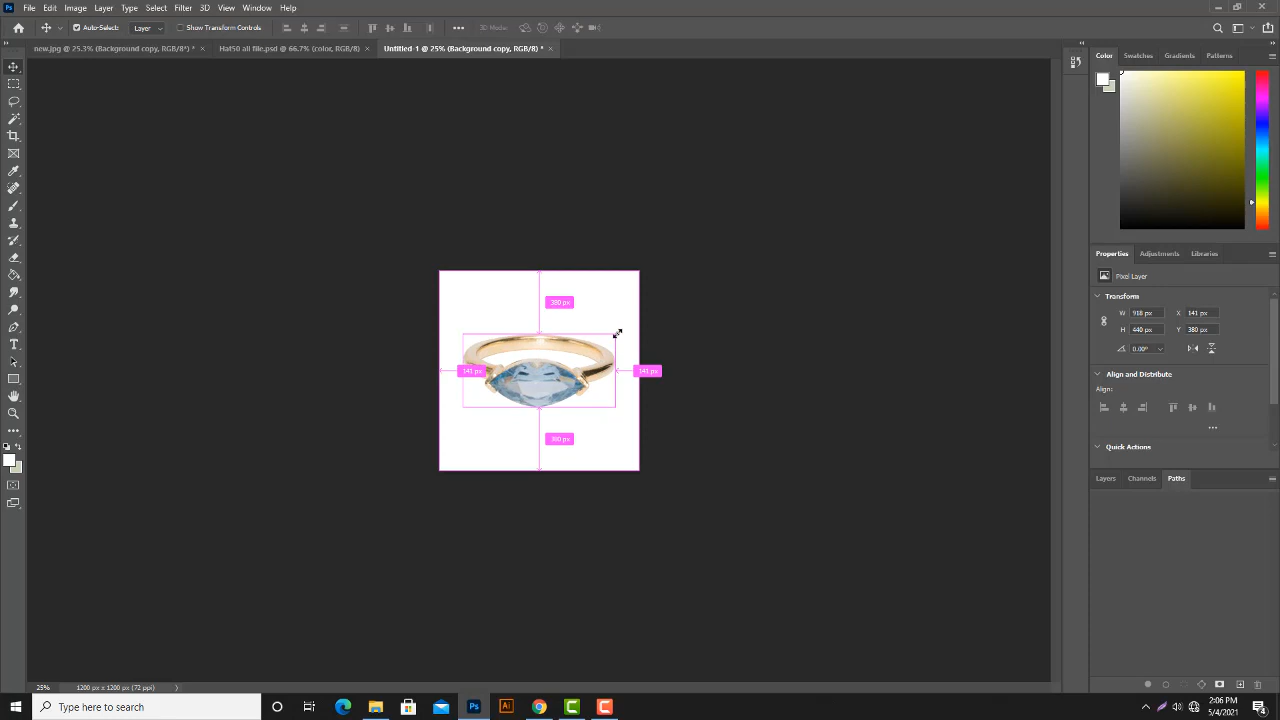 Ps File Edit Image Layer Type Select Filter 3D View Window Help
Auto-Select: Layer Show Transform Controls 3D Mode:
new.jpg @ 25.3% (Background copy, RGB/8*) * × Hat50 all file.psd @ 66.7% (color, RGB/8) × Untitled-1 @ 25% (Background copy, RGB/8) * ×
Color Swatches Gradients Patterns
Properties Adjustments Libraries
Pixel Layer
Transform
W 918 px X 141 px
H 440 px Y 380 px
0.00°
Align and Distribute
Align:
Quick Actions
Layers Channels Paths
380 px
141 px 141 px
380 px
25% 1200 px x 1200 px (72 ppi)
Type here to search
Ps Ai C C
2:06 PM
5/4/2021